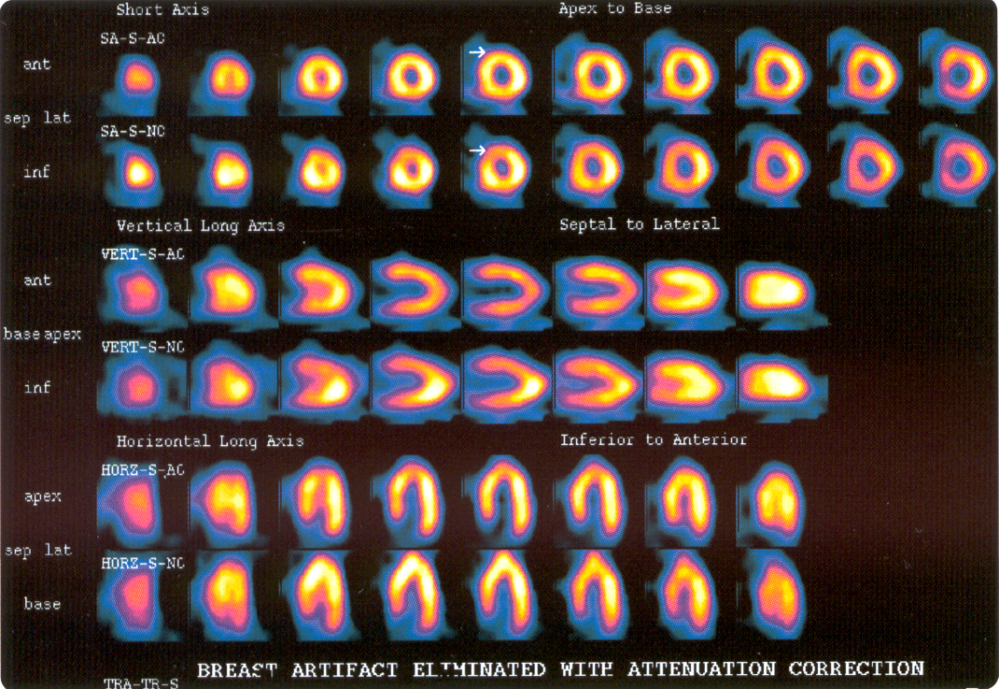 Short Axis Apex to Base
SA-S-AC
ant
sep lat
SA-S-NC
inf
Vertical Long Axis Septal to Lateral
VERT-S-AC
ant
base apex
VERT-S-NC
inf
Horizontal Long Axis Inferior to Anterior
HORZ-S-AC
apex
sep lat
HORZ-S-NC
base
BREAST ARTIFACT ELIMINATED WITH ATTENUATION CORRECTION
TRA-TR-S